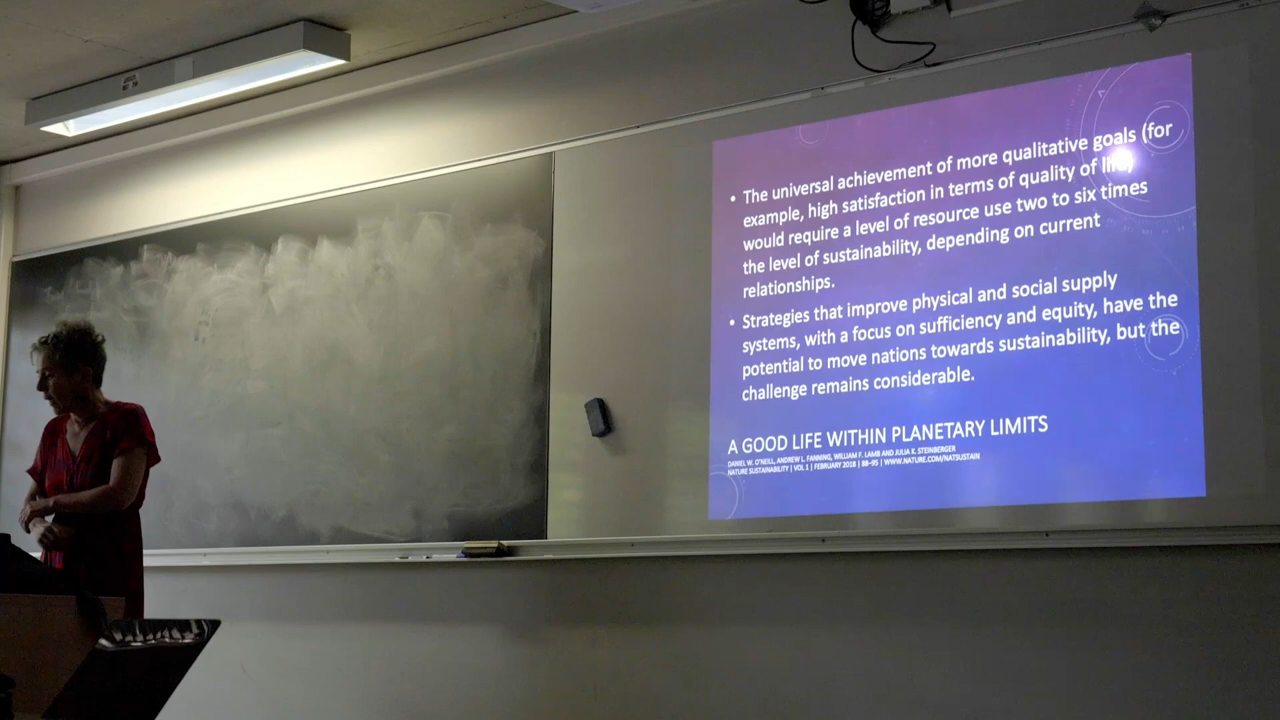 • The universal achievement of more qualitative goals (for
example, high satisfaction in terms of quality of life)
would require a level of resource use two to six times
the level of sustainability, depending on current
relationships.
• Strategies that improve physical and social supply
systems, with a focus on sufficiency and equity, have the
potential to move nations towards sustainability, but the
challenge remains considerable.
A GOOD LIFE WITHIN PLANETARY LIMITS
DANIEL W. O'NEILL, ANDREW L. FANNING, WILLIAM F. LAMB AND JULIA K. STEINBERGER
NATURE SUSTAINABILITY | VOL 1 | FEBRUARY 2018 | 88–95 | WWW.NATURE.COM/NATSUSTAIN